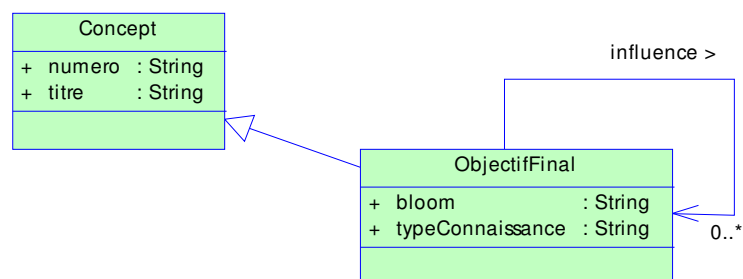 Concept
+ numero : String
+ titre : String
influence >
ObjectifFinal
+ bloom : String
+ typeConnaissance : String
0..*